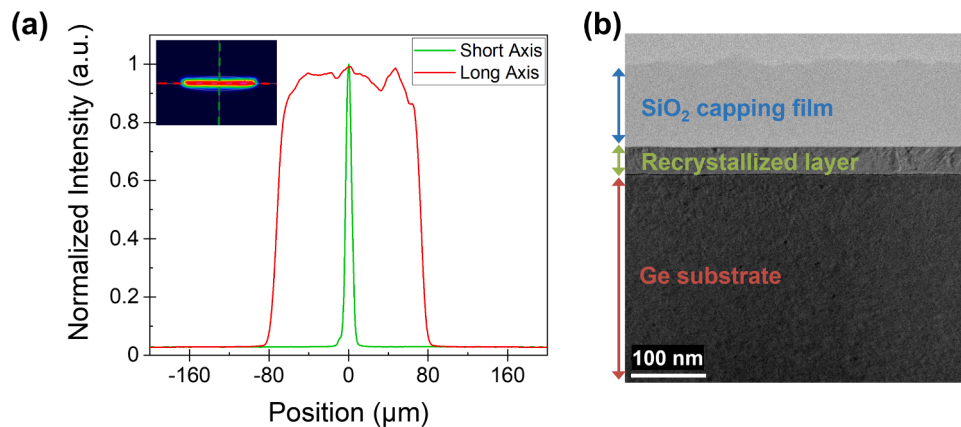 (a)
Short Axis
Long Axis
Normalized Intensity (a.u.)
1
0.8
0.6
0.4
0.2
0
-160
-80
0
80
160
Position (µm)
(b)
SiO₂ capping film
Recrystallized layer
Ge substrate
100 nm